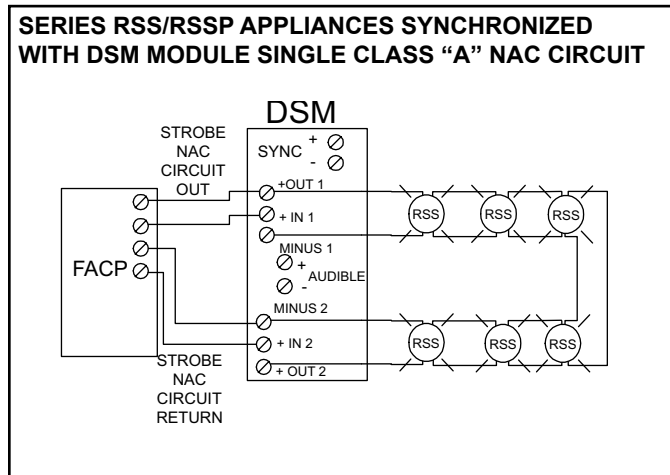 SERIES RSS/RSSP APPLIANCES SYNCHRONIZED
WITH DSM MODULE SINGLE CLASS “A” NAC CIRCUIT
DSM
STROBE
NAC
CIRCUIT
OUT
SYNC + -
+OUT 1
+ IN 1
MINUS 1
+
AUDIBLE
-
MINUS 2
+ IN 2
+ OUT 2
FACP
RSS
RSS
RSS
RSS
RSS
RSS
STROBE
NAC
CIRCUIT
RETURN